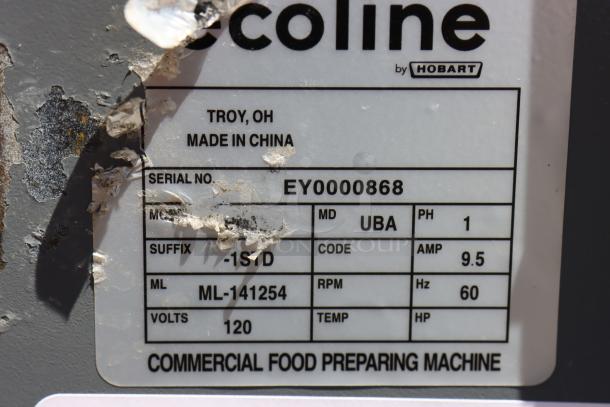 ecoline
by HOBART
TROY, OH
MADE IN CHINA
SERIAL NO. EY0000868
MD UBA PH 1
SUFFIX -1STD CODE AMP 9.5
ML ML-141254 RPM Hz 60
VOLTS 120 TEMP HP
COMMERCIAL FOOD PREPARING MACHINE